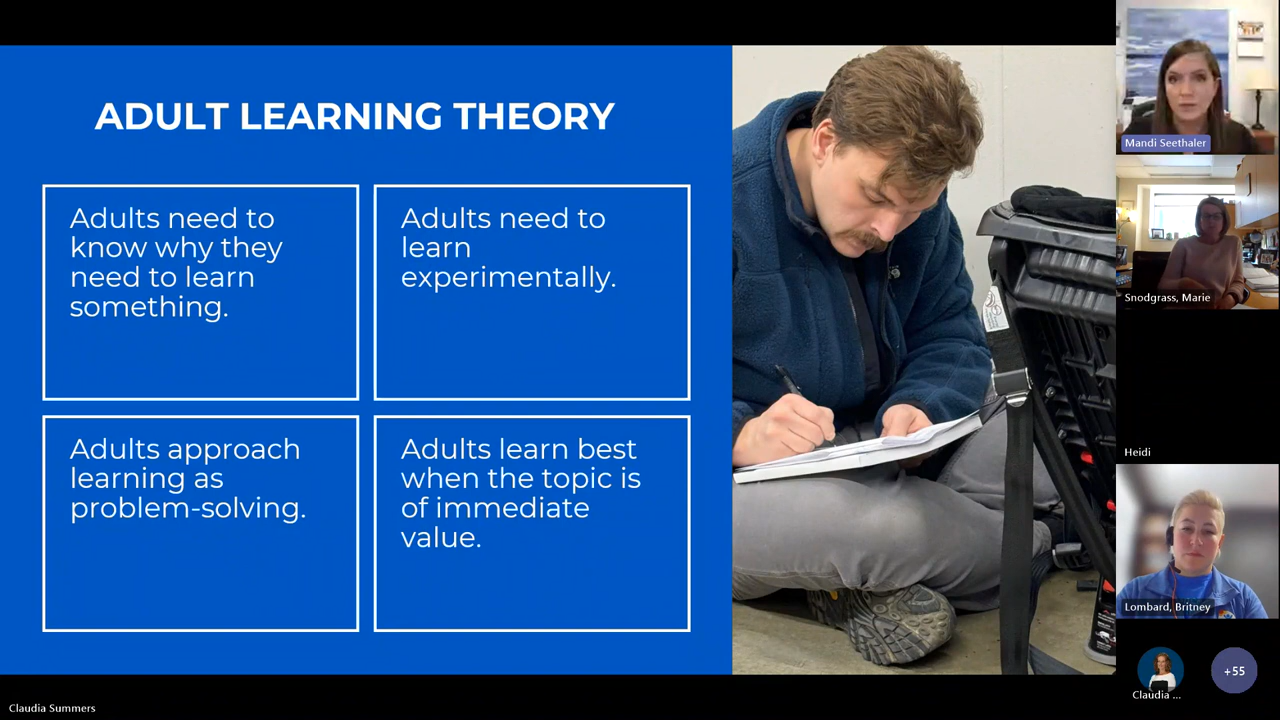 ADULT LEARNING THEORY
Adults need to
know why they
need to learn
something.
Adults need to
learn
experimentally.
Adults approach
learning as
problem-solving.
Adults learn best
when the topic is
of immediate
value.
Mandi Seethaler
Snodgrass, Marie
Heidi
Lombard, Britney
Claudia ...
+55
Claudia Summers